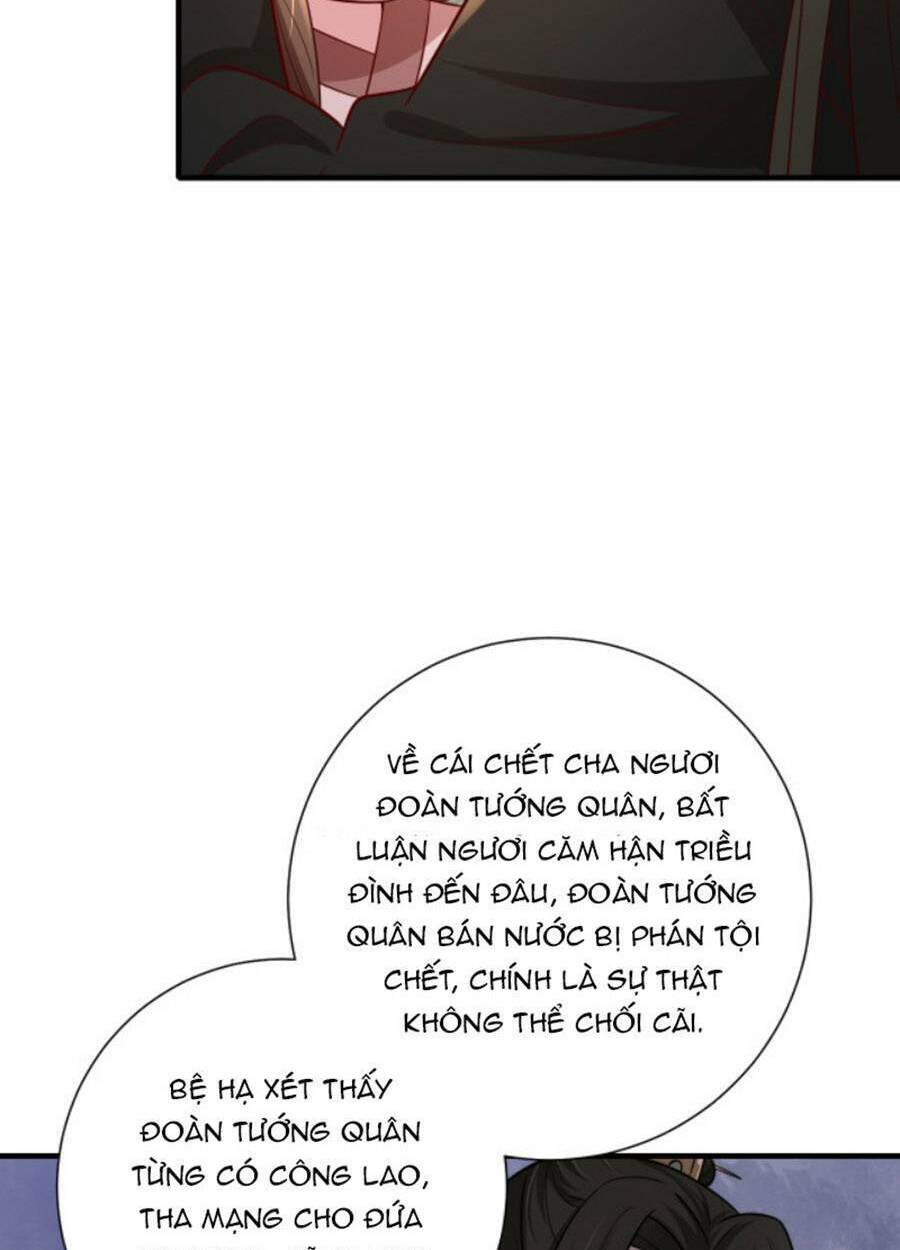 VỀ CÁI CHẾT CHA NGƯƠI
ĐOÀN TƯỚNG QUÂN, BẤT
LUẬN NGƯƠI CĂM HẬN TRIỀU
ĐÌNH ĐẾN ĐÂU, ĐOÀN TƯỚNG
QUÂN BÁN NƯỚC BỊ PHÁN TỘI
CHẾT, CHÍNH LÀ SỰ THẬT
KHÔNG THỂ CHỐI CÃI.
BỆ HẠ XÉT THẤY
ĐOÀN TƯỚNG QUÂN
TỪNG CÓ CÔNG LAO,
THA MẠNG CHO ĐỨA